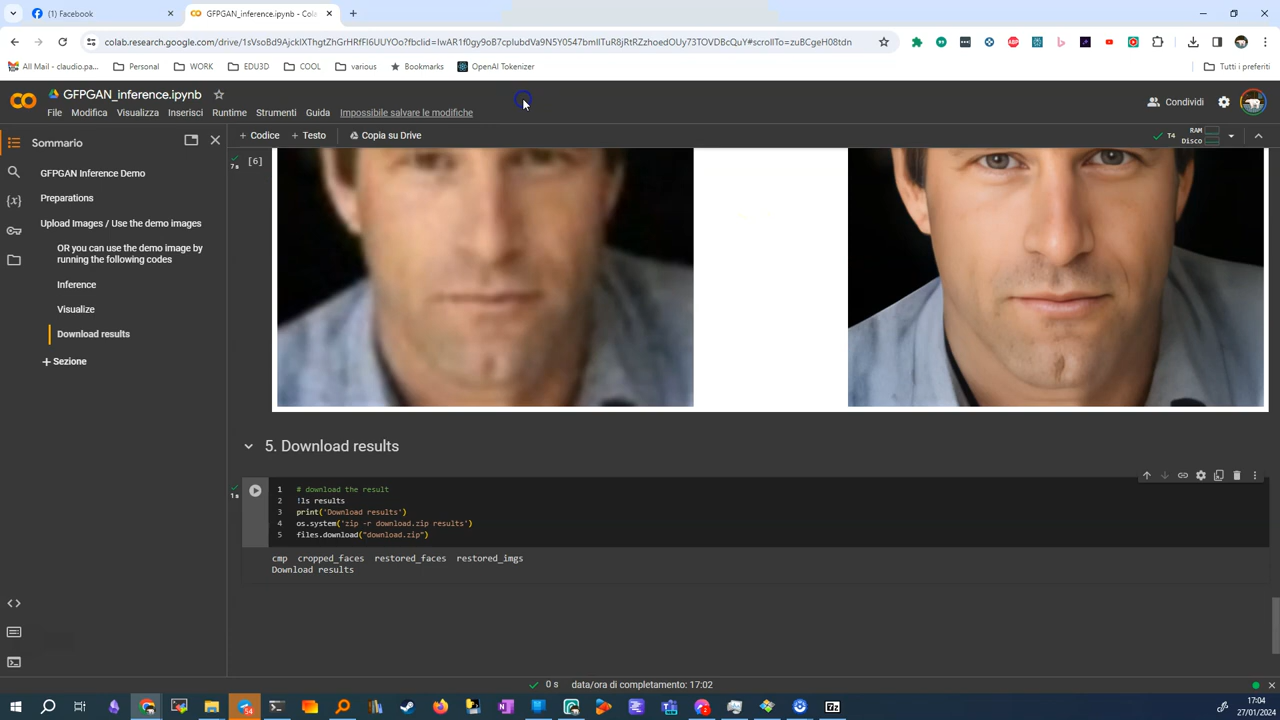 (1) Facebook
GFPGAN_inference.ipynb - Cola
colab.research.google.com/drive/1sVsoBd9AjckIXThgtZhGrHRfFI6UUYOo?fbclid=IwAR1f0gy9oB7cplubdVa9N5Y0547bmIlTuR8jRtRZzhoedOUy73TOVDBcQuY#scrollTo=zuBCgeH08tdn
All Mail - claudio.pa...
Personal
WORK
EDU3D
COOL
various
Bookmarks
OpenAI Tokenizer
Tutti i preferiti
GFPGAN_inference.ipynb
File
Modifica
Visualizza
Inserisci
Runtime
Strumenti
Guida
Impossibile salvare le modifiche
Condividi
Sommario
+ Codice
+ Testo
Copia su Drive
T4
RAM
Disco
GFPGAN Inference Demo
Preparations
Upload Images / Use the demo images
OR you can use the demo image by
running the following codes
Inference
Visualize
Download results
+ Sezione
7s
[6]
5. Download results
1s
1 # download the result
2 !ls results
3 print('Download results')
4 os.system('zip -r download.zip results')
5 files.download("download.zip")
cmp cropped_faces restored_faces restored_imgs
Download results
0 s data/ora di completamento: 17:02
54
17:04
27/01/2024